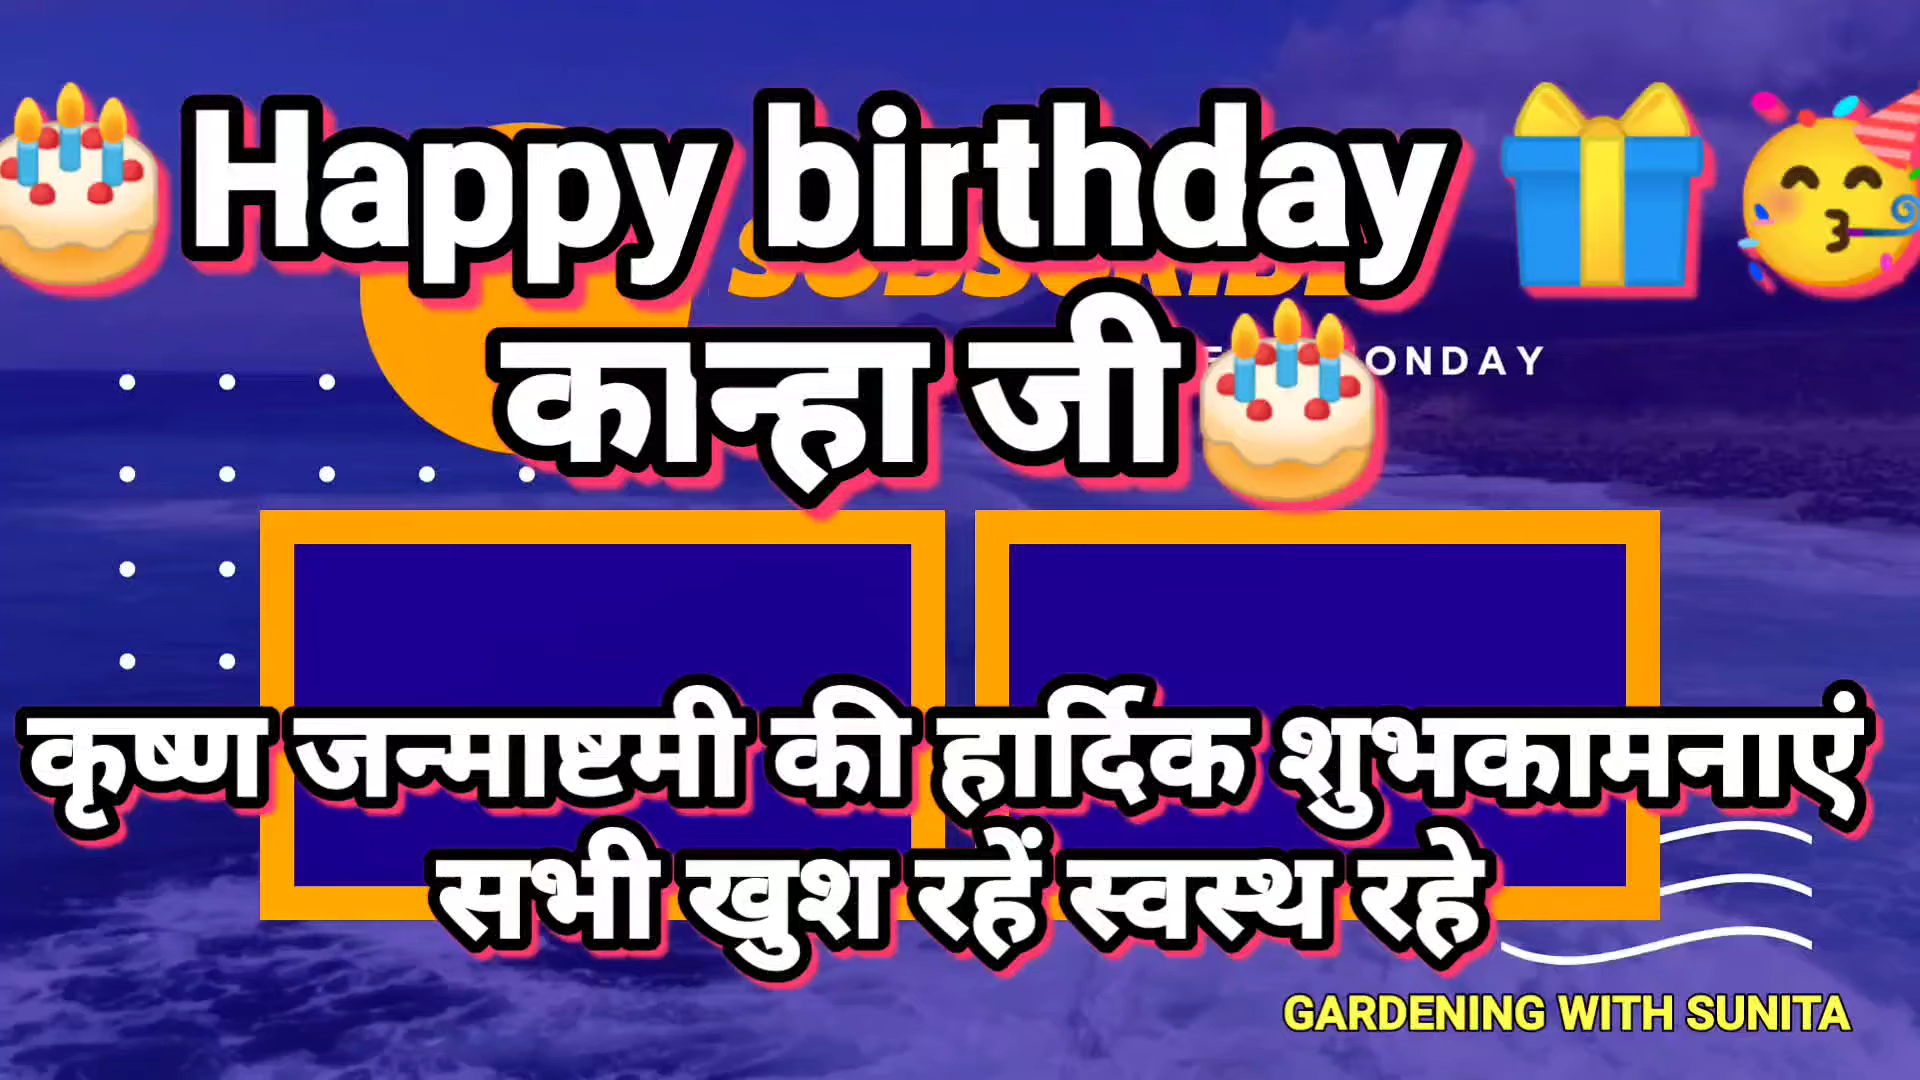 🎂 Happy birthday 🎁 🥳
कान्हा जी 🎂
कृष्ण जन्माष्टमी की हार्दिक शुभकामनाएं
सभी खुश रहें स्वस्थ रहे
GARDENING WITH SUNITA